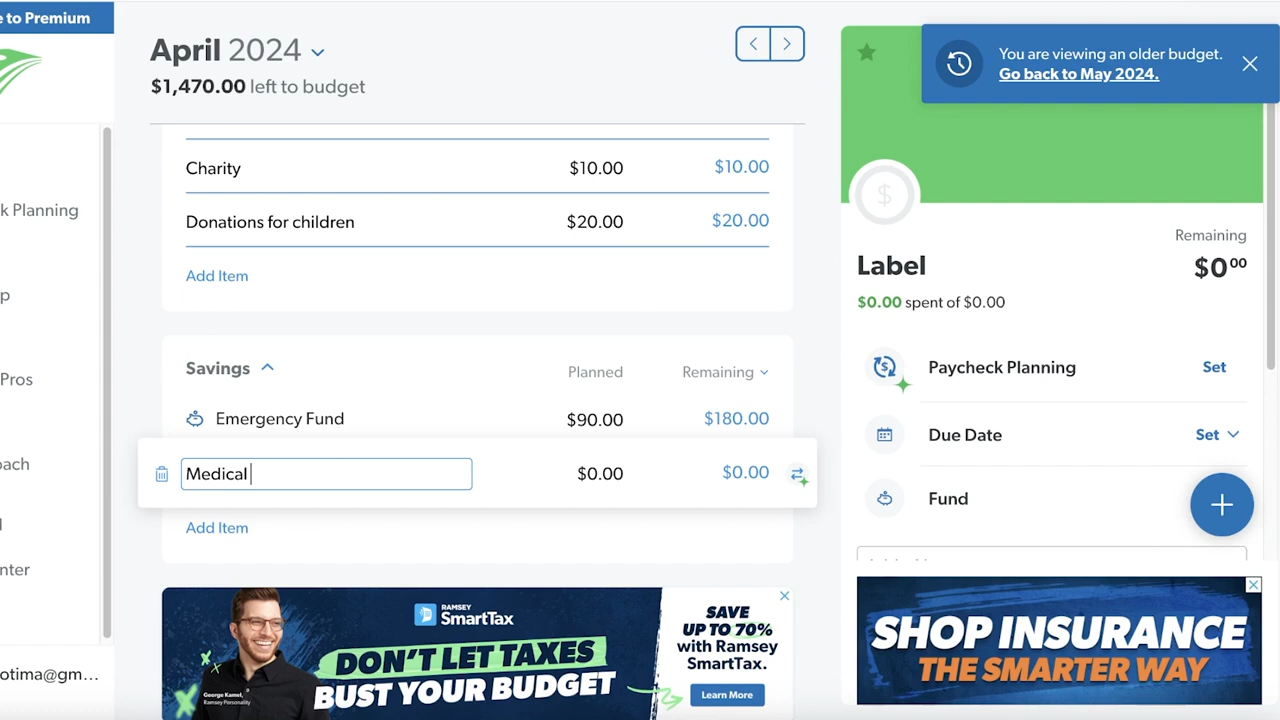 e to Premium
k Planning
p
Pros
oach
g
nter
otima@gm...
April 2024
$1,470.00 left to budget
Charity $10.00 $10.00
Donations for children $20.00 $20.00
Add Item
Savings Planned Remaining
Emergency Fund $90.00 $180.00
Medical $0.00 $0.00
Add Item
RAMSEY
SmartTax
DON'T LET TAXES
BUST YOUR BUDGET
George Kamel,
Ramsey Personality
SAVE
UP TO 70%
with Ramsey
SmartTax.
Learn More
You are viewing an older budget.
Go back to May 2024.
Remaining
Label $0 00
$0.00 spent of $0.00
Paycheck Planning Set
Due Date Set
Fund
SHOP INSURANCE
THE SMARTER WAY